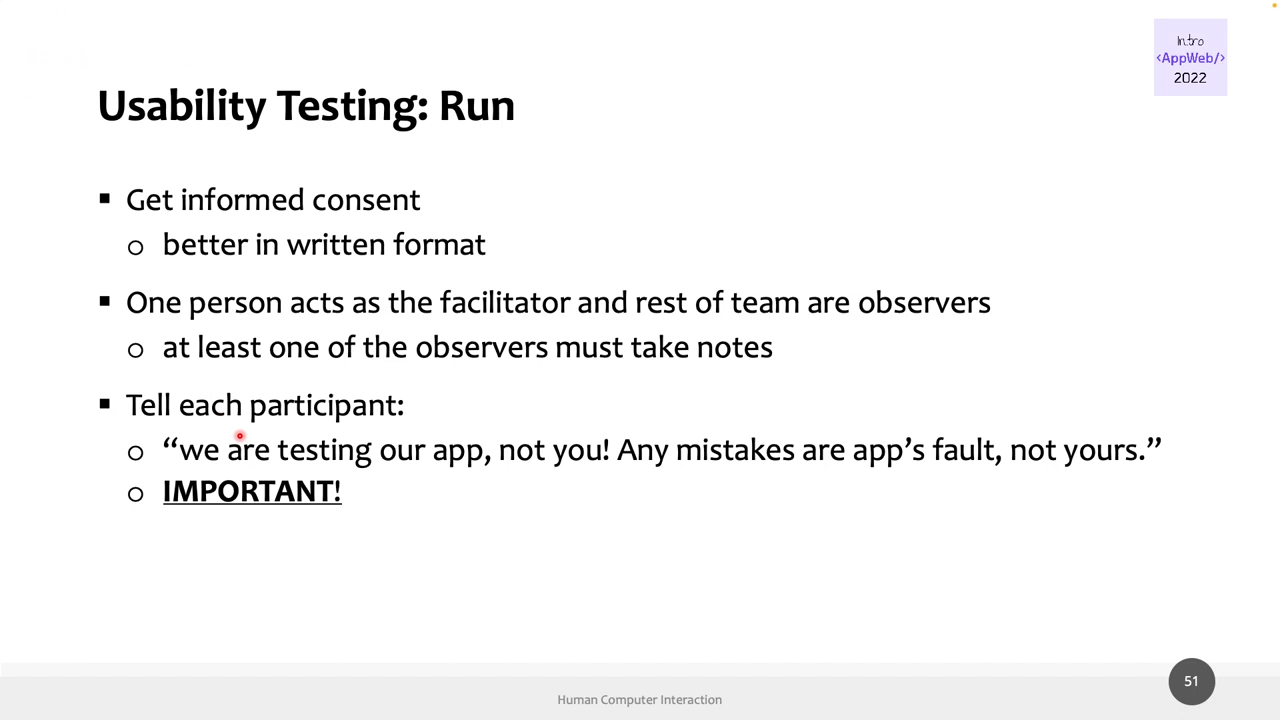 Intro
<AppWeb/>
2022
Usability Testing: Run
▪ Get informed consent
o better in written format
▪ One person acts as the facilitator and rest of team are observers
o at least one of the observers must take notes
▪ Tell each participant:
o “we are testing our app, not you! Any mistakes are app’s fault, not yours.”
o IMPORTANT!
Human Computer Interaction
51